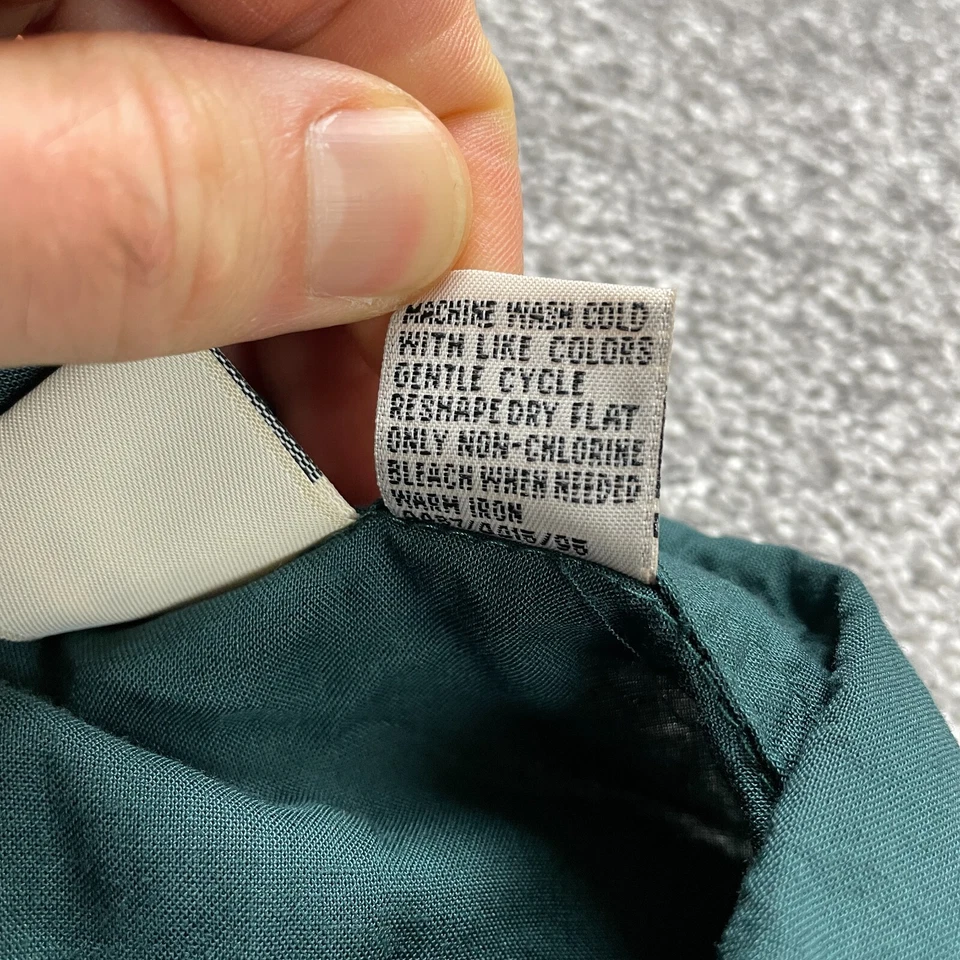 MACHINE WASH COLD
WITH LIKE COLORS
GENTLE CYCLE
RESHAPE DRY FLAT
ONLY NON-CHLORINE
BLEACH WHEN NEEDED
WARM IRON